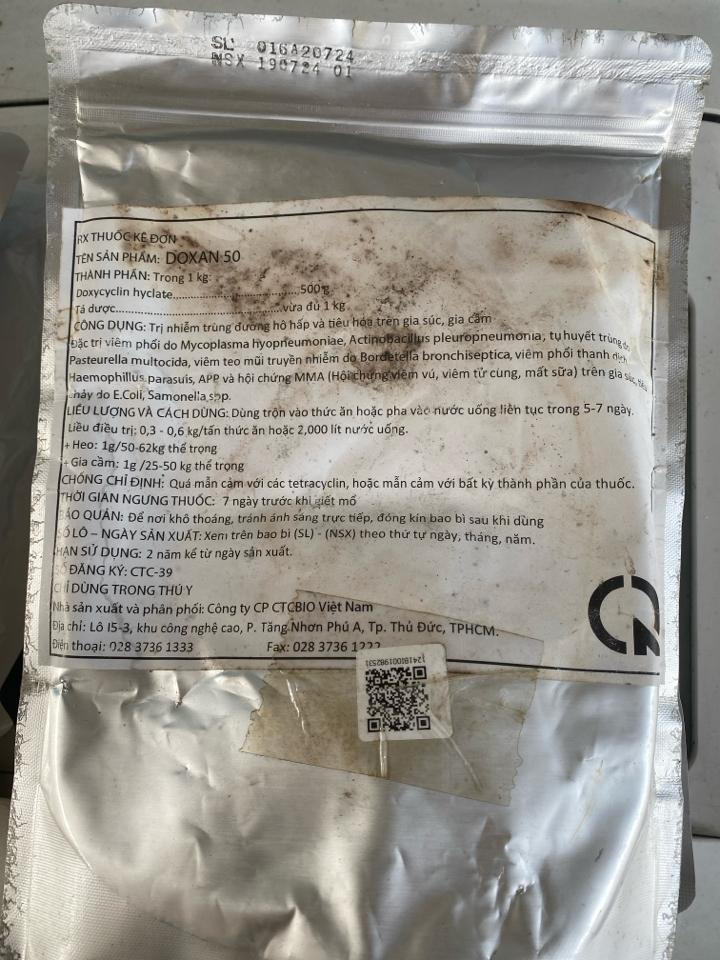 SL 016A20724
NSX 190724 01
RX THUỐC KÊ ĐƠN
TÊN SẢN PHẨM: DOXAN 50
THÀNH PHẦN: Trong 1 kg:
Doxycyclin hyclate..............................500 g
Tá dược..........................................vừa đủ 1 kg
CÔNG DỤNG: Trị nhiễm trùng đường hô hấp và tiêu hóa trên gia súc, gia cầm
Đặc trị viêm phổi do Mycoplasma hyopneumoniae, Actinobacillus pleuropneumonia, tụ huyết trùng do
Pasteurella multocida, viêm teo mũi truyền nhiễm do Bordetella bronchiseptica, viêm phổi thanh dịch
Haemophillus parasuis, APP và hội chứng MMA (Hội chứng viêm vú, viêm tử cung, mất sữa) trên gia súc, tiêu
chảy do E.Coli, Samonella spp.
LIỀU LƯỢNG VÀ CÁCH DÙNG: Dùng trộn vào thức ăn hoặc pha vào nước uống liên tục trong 5-7 ngày.
Liều điều trị: 0,3 - 0,6 kg/tấn thức ăn hoặc 2,000 lít nước uống.
+ Heo: 1g/50-62kg thể trọng
+ Gia cầm: 1g /25-50 kg thể trọng
CHỐNG CHỈ ĐỊNH: Quá mẫn cảm với các tetracyclin, hoặc mẫn cảm với bất kỳ thành phần của thuốc.
THỜI GIAN NGƯNG THUỐC: 7 ngày trước khi giết mổ
BẢO QUẢN: Để nơi khô thoáng, tránh ánh sáng trực tiếp, đóng kín bao bì sau khi dùng
SỐ LÔ – NGÀY SẢN XUẤT: Xem trên bao bì (SL) - (NSX) theo thứ tự ngày, tháng, năm.
HẠN SỬ DỤNG: 2 năm kể từ ngày sản xuất.
SỐ ĐĂNG KÝ: CTC-39
CHỈ DÙNG TRONG THÚ Y
Nhà sản xuất và phân phối: Công ty CP CTCBIO Việt Nam
Địa chỉ: Lô I5-3, khu công nghệ cao, P. Tăng Nhơn Phú A, Tp. Thủ Đức, TPHCM.
Điện thoại: 028 3736 1333 Fax: 028 3736 1222
1241BI001982531